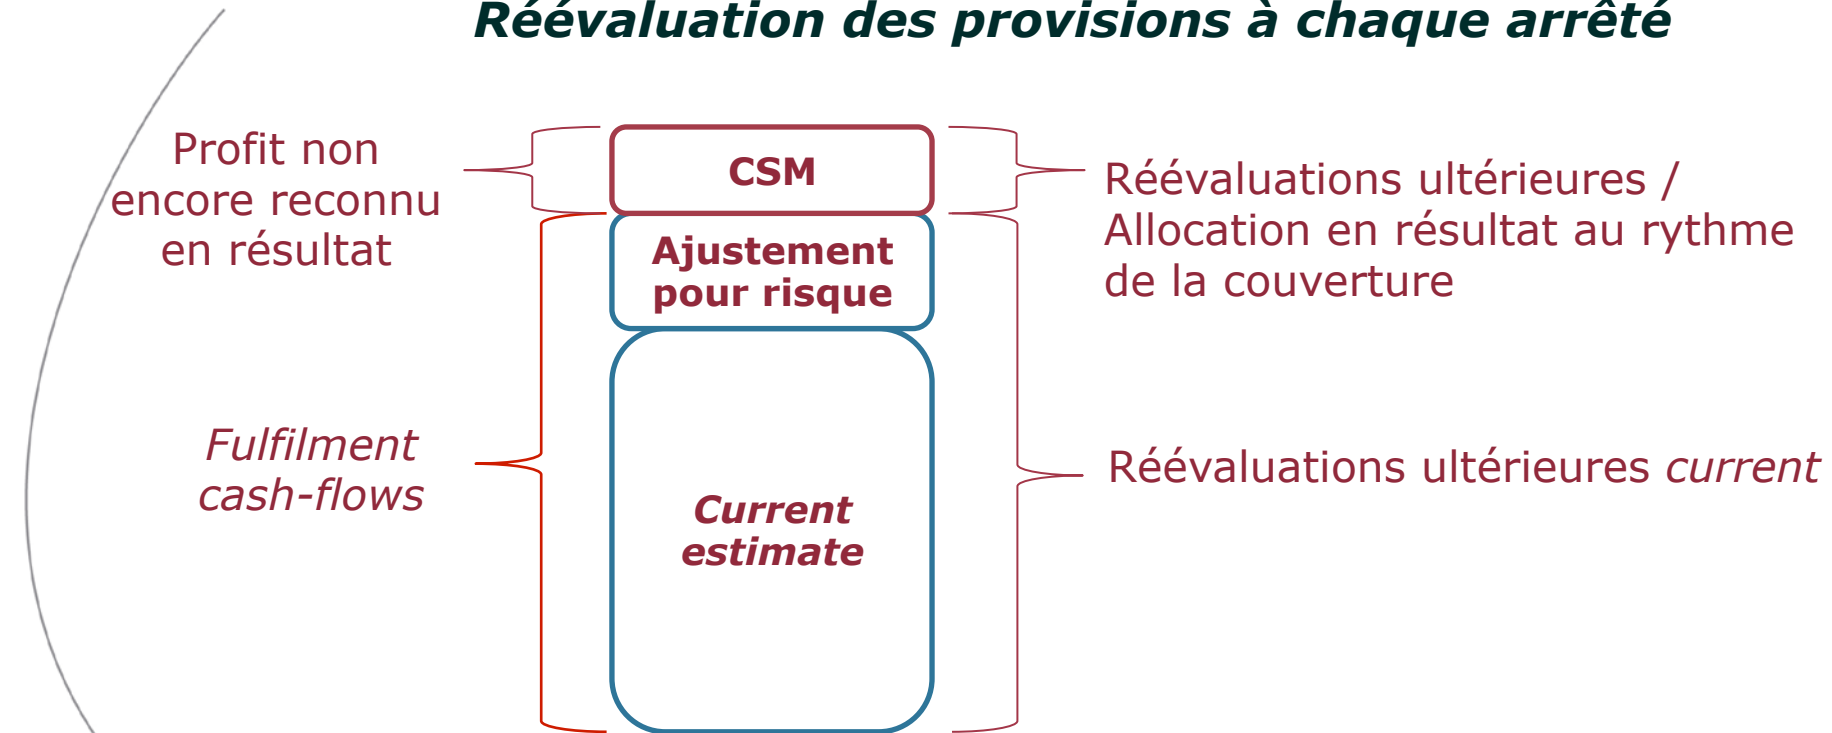 Réévaluation des provisions à chaque arrêté
Profit non
encore reconnu
en résultat
CSM
Réévaluations ultérieures /
Allocation en résultat au rythme
de la couverture
Ajustement
pour risque
Fulfilment
cash-flows
Current
estimate
Réévaluations ultérieures current